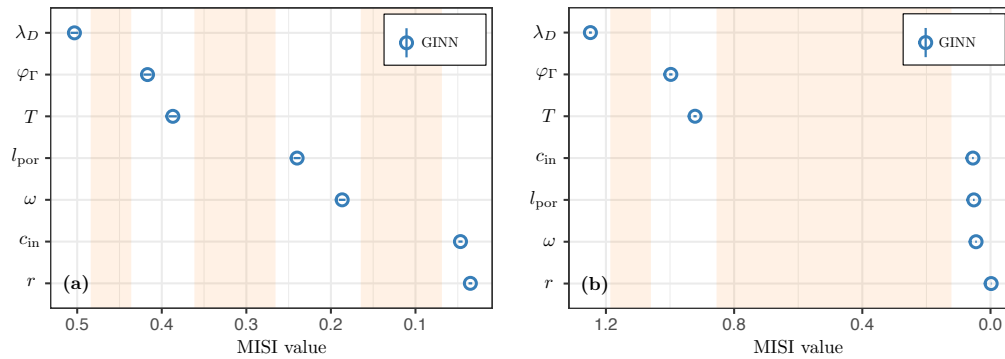 λ_D
φ_Γ
T
l_por
ω
c_in
r
GINN
(a)
0.5 0.4 0.3 0.2 0.1
MISI value
λ_D
φ_Γ
T
c_in
l_por
ω
r
GINN
(b)
1.2 0.8 0.4 0.0
MISI value